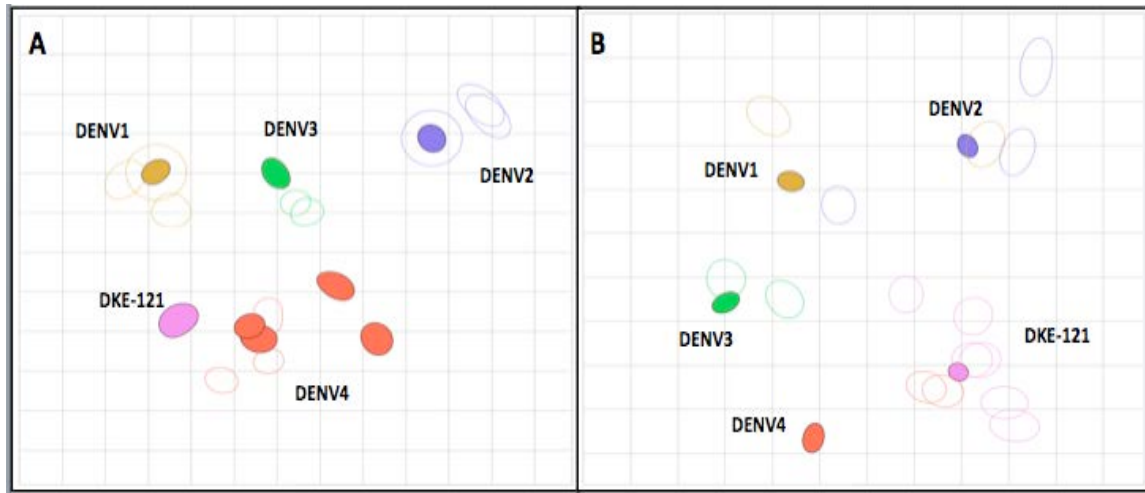 A
DENV1
DENV3
DENV2
DKE-121
DENV4
B
DENV2
DENV1
DENV3
DKE-121
DENV4